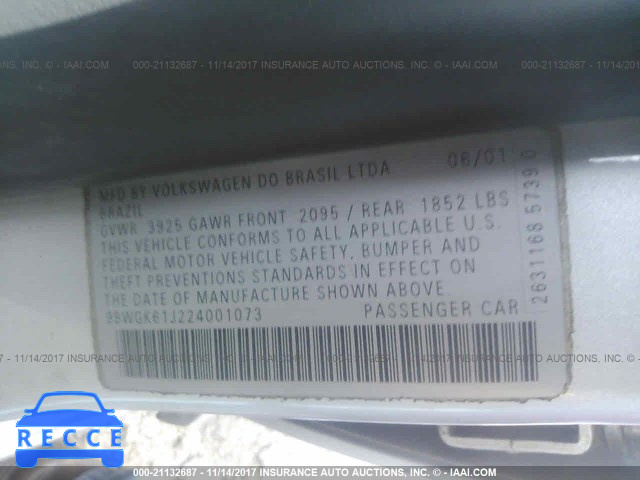 000-21132687 - 11/14/2017 INSURANCE AUTO AUCTIONS, INC. - © IAAI.COM
MFD BY VOLKSWAGEN DO BRASIL LTDA 06/01
BRAZIL
GVWR 3925 GAWR FRONT 2095 / REAR 1852 LBS
THIS VEHICLE CONFORMS TO ALL APPLICABLE U.S.
FEDERAL MOTOR VEHICLE SAFETY, BUMPER AND
THEFT PREVENTIONS STANDARDS IN EFFECT ON
THE DATE OF MANUFACTURE SHOWN ABOVE.
9BWGK61J224001073 PASSENGER CAR
2631168 5739 0
RECCE
000-21132687 - 11/14/2017 INSURANCE AUTO AUCTIONS, INC. - © IAAI.COM